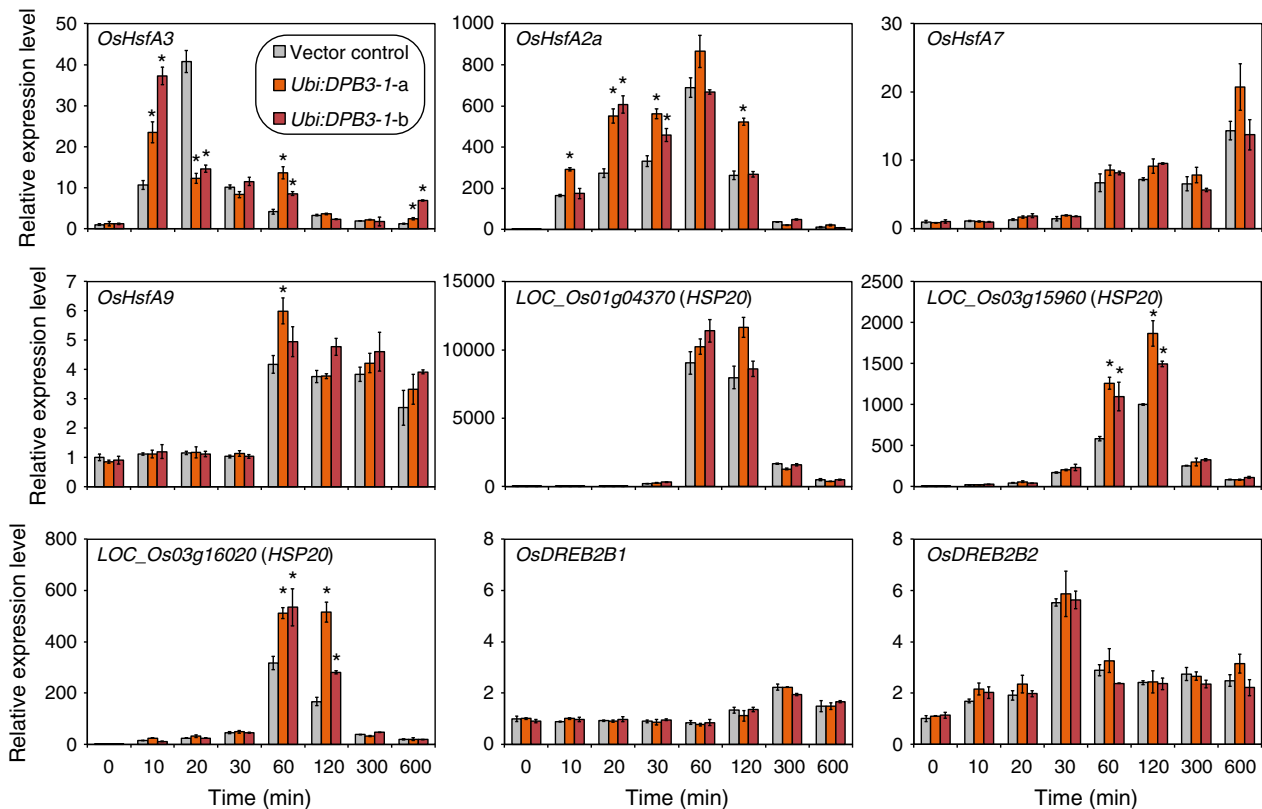 Relative expression level
50
40
30
20
10
0
OsHsfA3
Vector control
Ubi:DPB3-1-a
Ubi:DPB3-1-b
* * * * * * * *
1000
800
600
400
200
0
OsHsfA2a
* * * * * *
30
20
10
0
OsHsfA7
Relative expression level
7
6
5
4
3
2
1
0
OsHsfA9
*
15000
10000
5000
0
LOC_Os01g04370 (HSP20)
2500
2000
1500
1000
500
0
LOC_Os03g15960 (HSP20)
* * * *
Relative expression level
800
600
400
200
0
LOC_Os03g16020 (HSP20)
* * * *
0 10 20 30 60 120 300 600
Time (min)
8
6
4
2
0
OsDREB2B1
0 10 20 30 60 120 300 600
Time (min)
8
6
4
2
0
OsDREB2B2
0 10 20 30 60 120 300 600
Time (min)